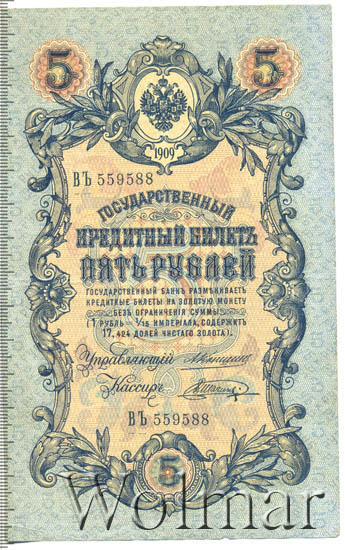 5 5
1909
ВЪ 559588
ГОСУДАРСТВЕННЫЙ
КРЕДИТНЫЙ БИЛЕТЪ
ПЯТЬ РУБЛЕЙ
ГОСУДАРСТВЕННЫЙ БАНКЪ РАЗМѢНИВАЕТЪ
КРЕДИТНЫЕ БИЛЕТЫ НА ЗОЛОТУЮ МОНЕТУ
БЕЗЪ ОГРАНИЧЕНІЯ СУММЫ
(1 РУБЛЬ = 1/15 ИМПЕРІАЛА, СОДЕРЖИТЪ
17,424 ДОЛЕЙ ЧИСТАГО ЗОЛОТА).
Управляющій
Кассиръ
ВЪ 559588
5
Wolmar